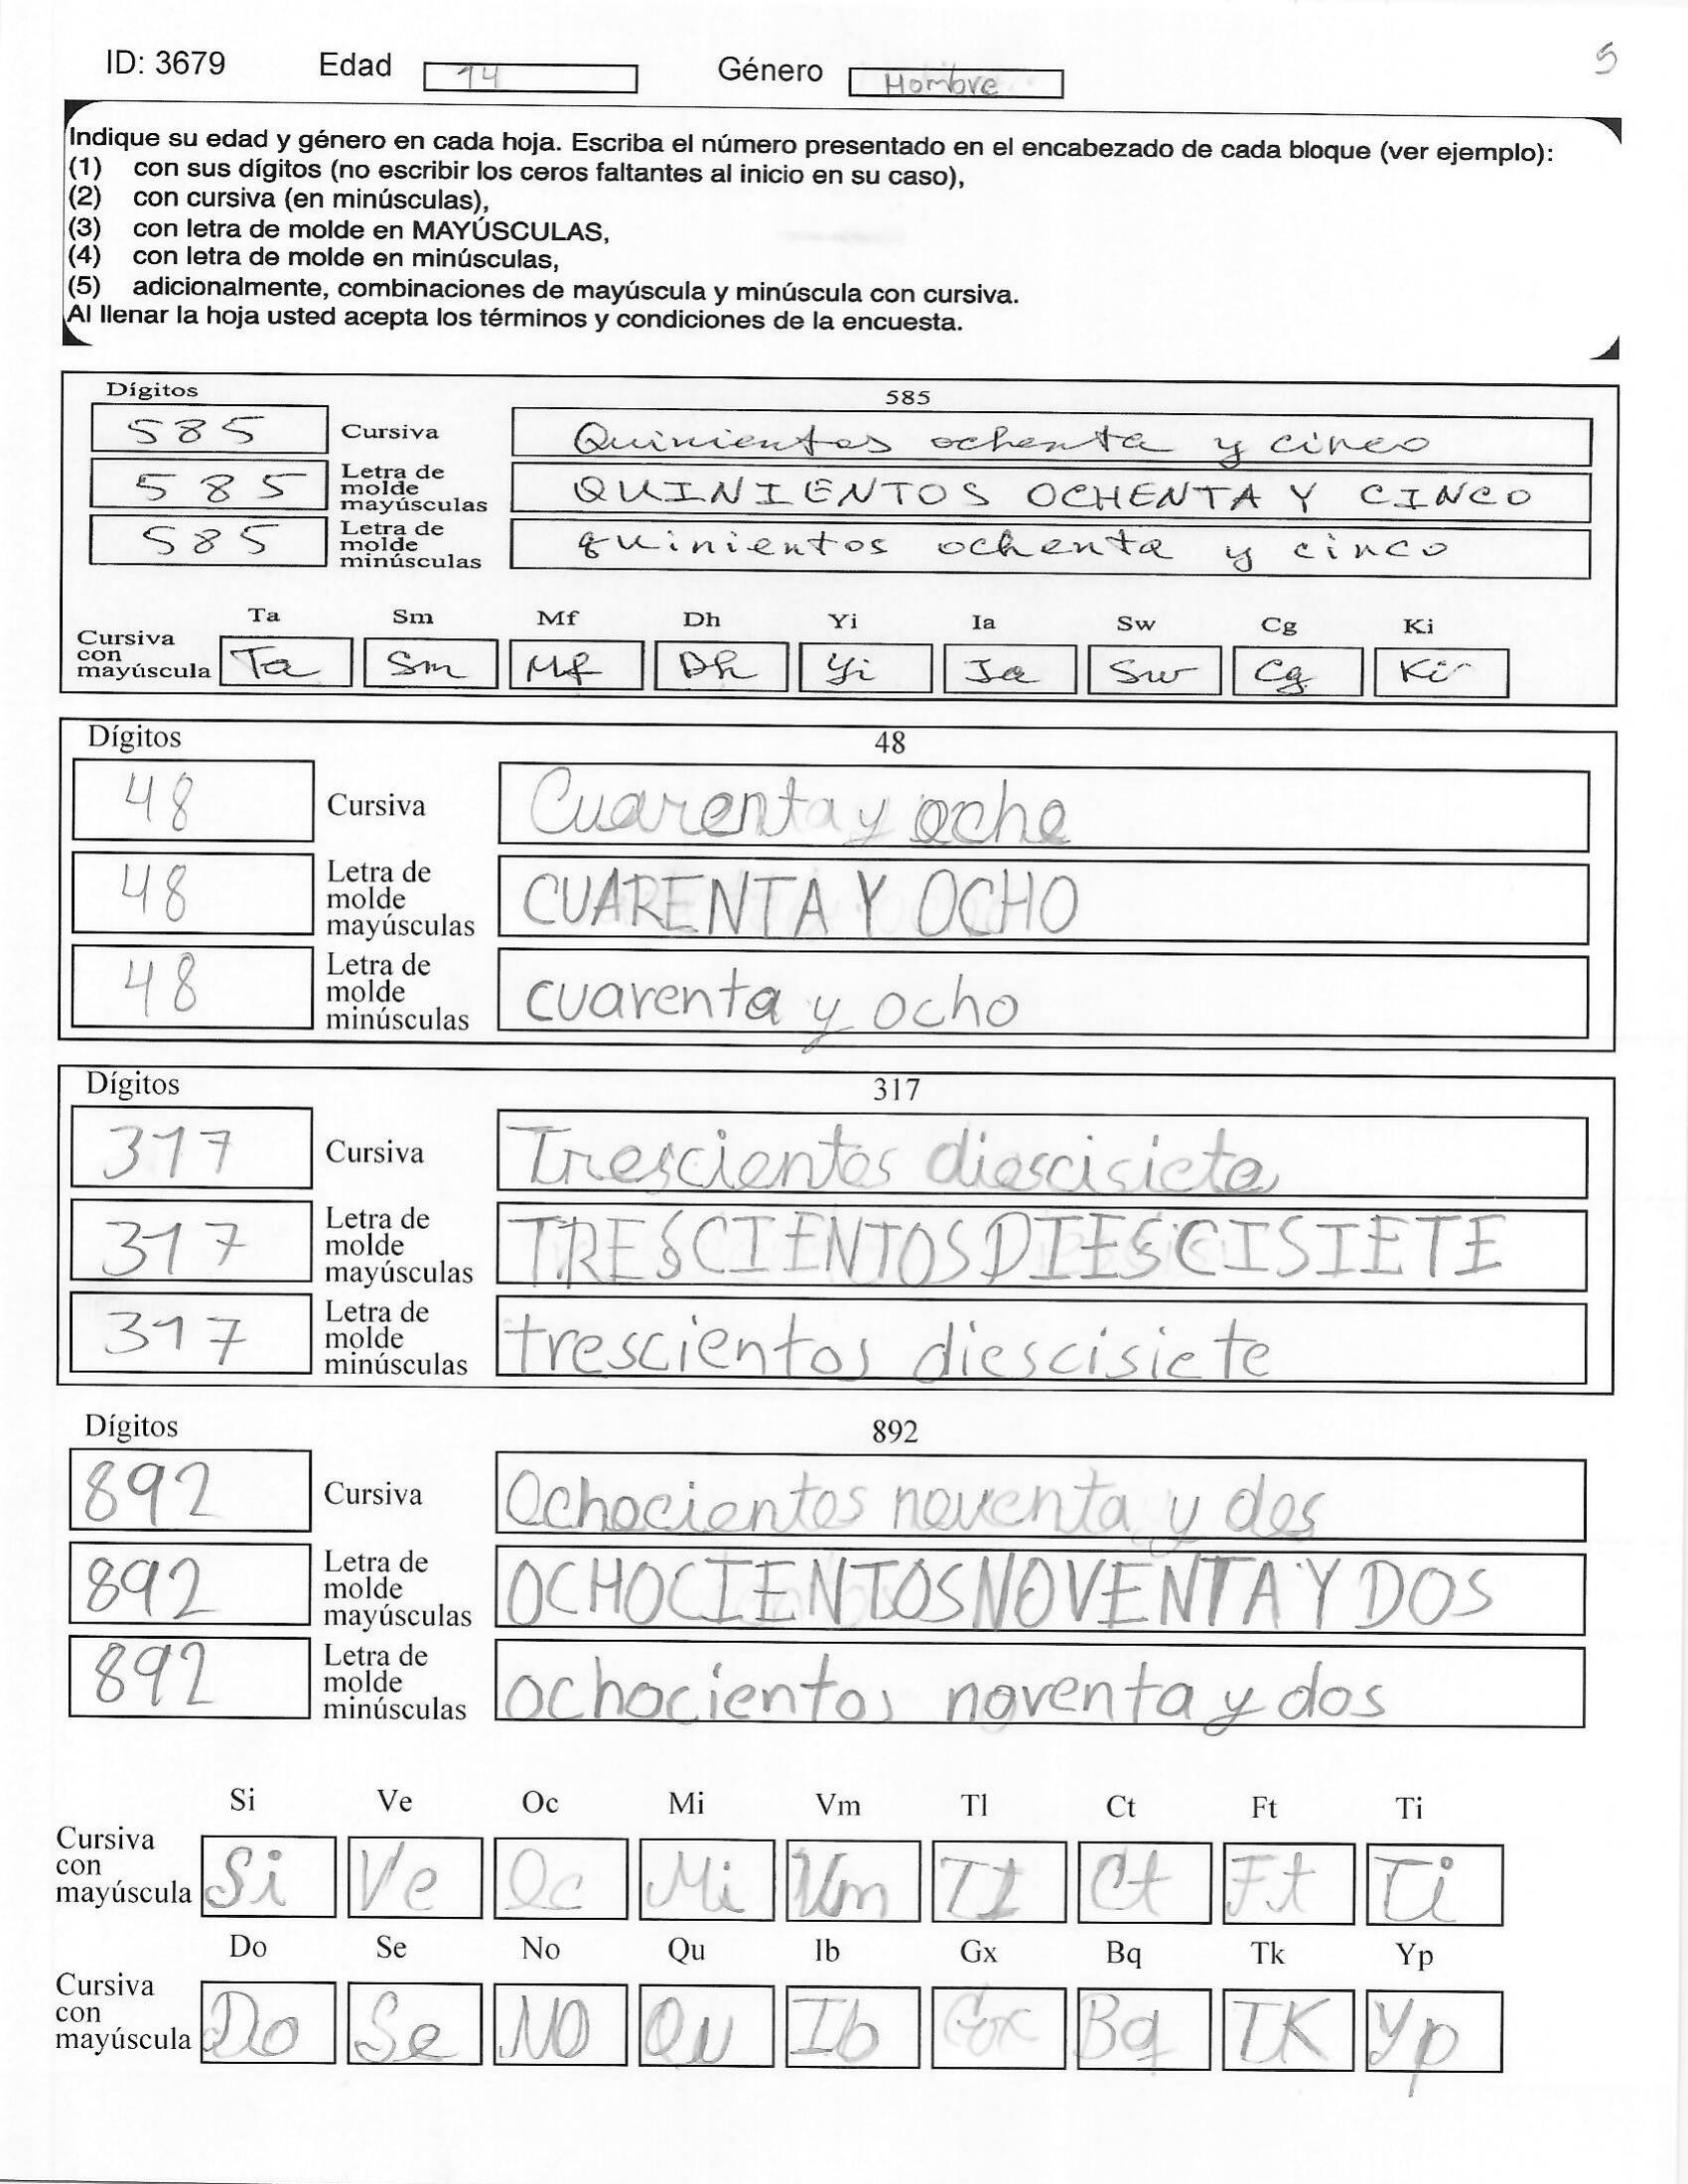 ID: 3679 Edad 14 Género Hombre 5
Indique su edad y género en cada hoja. Escriba el número presentado en el encabezado de cada bloque (ver ejemplo):
(1) con sus dígitos (no escribir los ceros faltantes al inicio en su caso),
(2) con cursiva (en minúsculas),
(3) con letra de molde en MAYÚSCULAS,
(4) con letra de molde en minúsculas,
(5) adicionalmente, combinaciones de mayúscula y minúscula con cursiva.
Al llenar la hoja usted acepta los términos y condiciones de la encuesta.
Dígitos 585
585 Cursiva Quinientos ochenta y cinco
585 Letra de molde mayúsculas QUINIENTOS OCHENTA Y CINCO
585 Letra de molde minúsculas quinientos ochenta y cinco
Ta Sm Mf Dh Yi Ia Sw Cg Ki
Cursiva con mayúscula Ta Sm Mf Dh Yi Ia Sw Cg Ki
Dígitos 48
48 Cursiva Cuarenta y ocho
48 Letra de molde mayúsculas CUARENTA Y OCHO
48 Letra de molde minúsculas cuarenta y ocho
Dígitos 317
317 Cursiva Trescientos diescisiete
317 Letra de molde mayúsculas TRESCIENTOS DIESCISIETE
317 Letra de molde minúsculas trescientos diescisiete
Dígitos 892
892 Cursiva Ochocientos noventa y dos
892 Letra de molde mayúsculas OCHOCIENTOS NOVENTA Y DOS
892 Letra de molde minúsculas ochocientos noventa y dos
Si Ve Oc Mi Vm Tl Ct Ft Ti
Cursiva con mayúscula Si Ve Oc Mi Vm TI Ct Ft Ti
Do Se No Qu Ib Gx Bq Tk Yp
Cursiva con mayúscula Do Se NO Qu Ib Gx Bq TK Yp